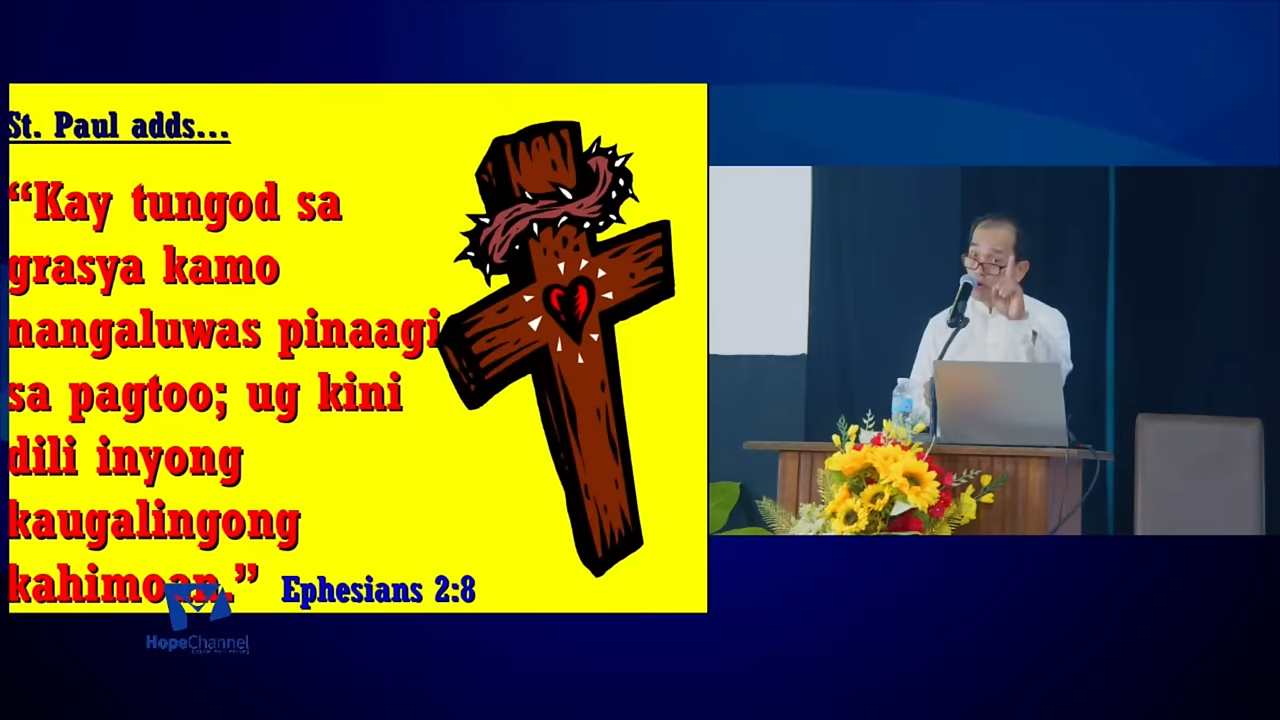 St. Paul adds...
“Kay tungod sa
grasya kamo
nangaluwas pinaagi
sa pagtoo; ug kini
dili inyong
kaugalingong
kahimoan.” Ephesians 2:8
HopeChannel